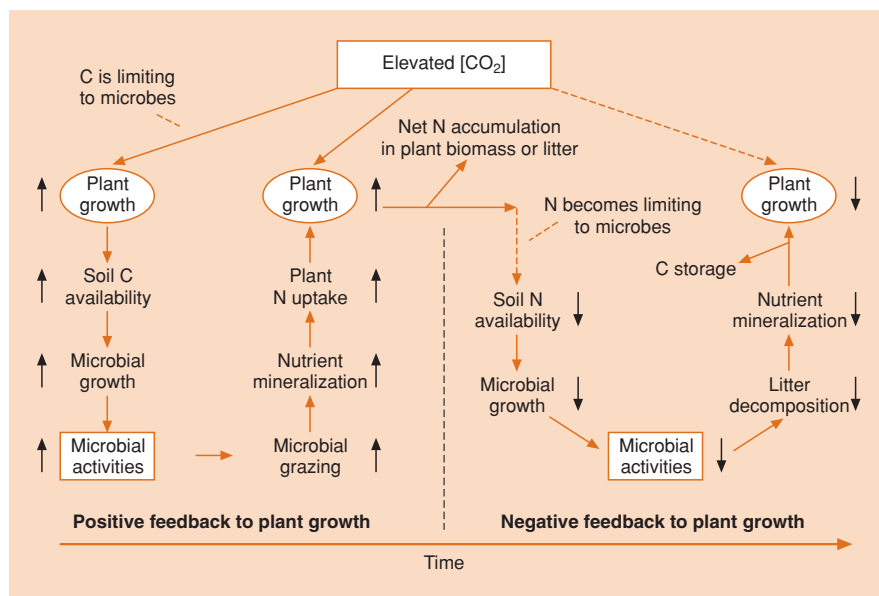 Elevated [CO₂]
C is limiting
to microbes
Net N accumulation
in plant biomass or litter
Plant
growth
Plant
growth
Plant
growth
N becomes limiting
to microbes
C storage
Soil C
availability
Plant
N uptake
Soil N
availability
Nutrient
mineralization
Microbial
growth
Nutrient
mineralization
Microbial
growth
Litter
decomposition
Microbial
activities
Microbial
grazing
Microbial
activities
Positive feedback to plant growth
Negative feedback to plant growth
Time